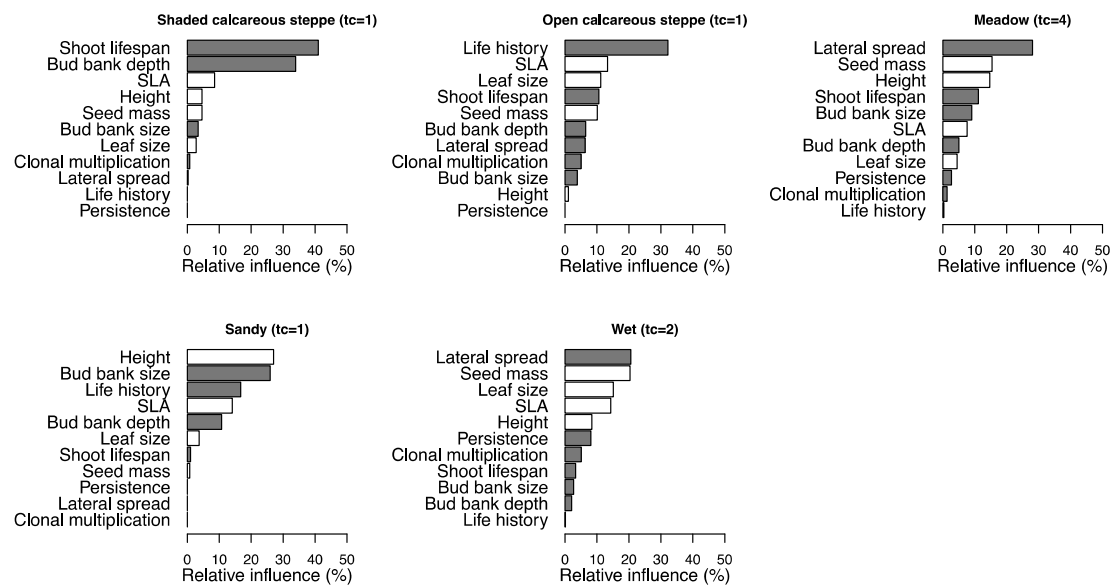 Shaded calcareous steppe (tc=1)
Shoot lifespan
Bud bank depth
SLA
Height
Seed mass
Bud bank size
Leaf size
Clonal multiplication
Lateral spread
Life history
Persistence
0 10 20 30 40 50
Relative influence (%)
Open calcareous steppe (tc=1)
Life history
SLA
Leaf size
Shoot lifespan
Seed mass
Bud bank depth
Lateral spread
Clonal multiplication
Bud bank size
Height
Persistence
0 10 20 30 40 50
Relative influence (%)
Meadow (tc=4)
Lateral spread
Seed mass
Height
Shoot lifespan
Bud bank size
SLA
Bud bank depth
Leaf size
Persistence
Clonal multiplication
Life history
0 10 20 30 40 50
Relative influence (%)
Sandy (tc=1)
Height
Bud bank size
Life history
SLA
Bud bank depth
Leaf size
Shoot lifespan
Seed mass
Persistence
Lateral spread
Clonal multiplication
0 10 20 30 40 50
Relative influence (%)
Wet (tc=2)
Lateral spread
Seed mass
Leaf size
SLA
Height
Persistence
Clonal multiplication
Shoot lifespan
Bud bank size
Bud bank depth
Life history
0 10 20 30 40 50
Relative influence (%)